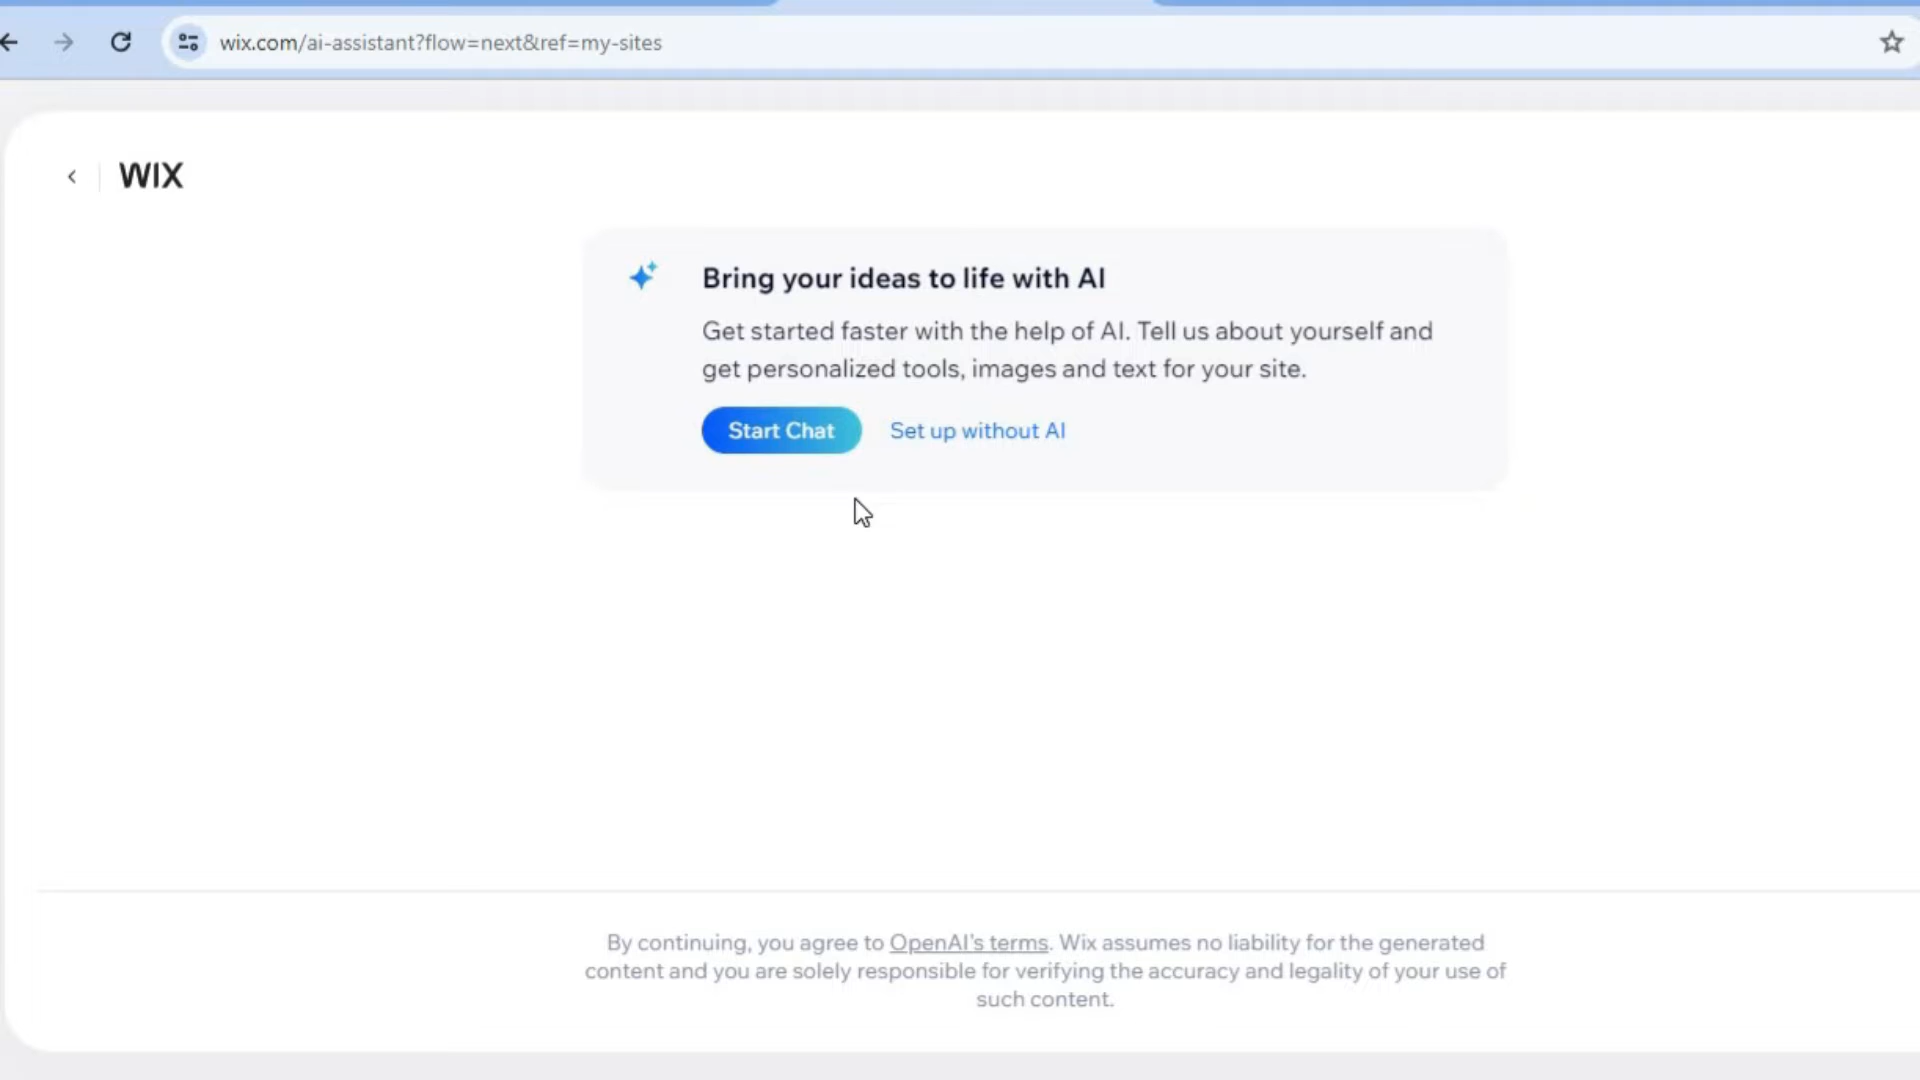 wix.com/ai-assistant?flow=next&ref=my-sites
WIX
Bring your ideas to life with AI
Get started faster with the help of AI. Tell us about yourself and
get personalized tools, images and text for your site.
Start Chat
Set up without AI
By continuing, you agree to OpenAI's terms. Wix assumes no liability for the generated
content and you are solely responsible for verifying the accuracy and legality of your use of
such content.